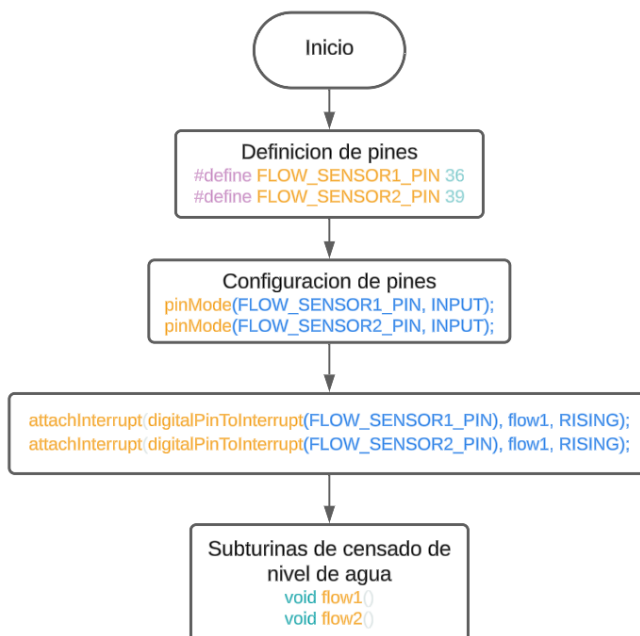 Inicio
Definicion de pines
#define FLOW_SENSOR1_PIN 36
#define FLOW_SENSOR2_PIN 39
Configuracion de pines
pinMode(FLOW_SENSOR1_PIN, INPUT);
pinMode(FLOW_SENSOR2_PIN, INPUT);
attachInterrupt(digitalPinToInterrupt(FLOW_SENSOR1_PIN), flow1, RISING);
attachInterrupt(digitalPinToInterrupt(FLOW_SENSOR2_PIN), flow1, RISING);
Subturinas de censado de
nivel de agua
void flow1()
void flow2()